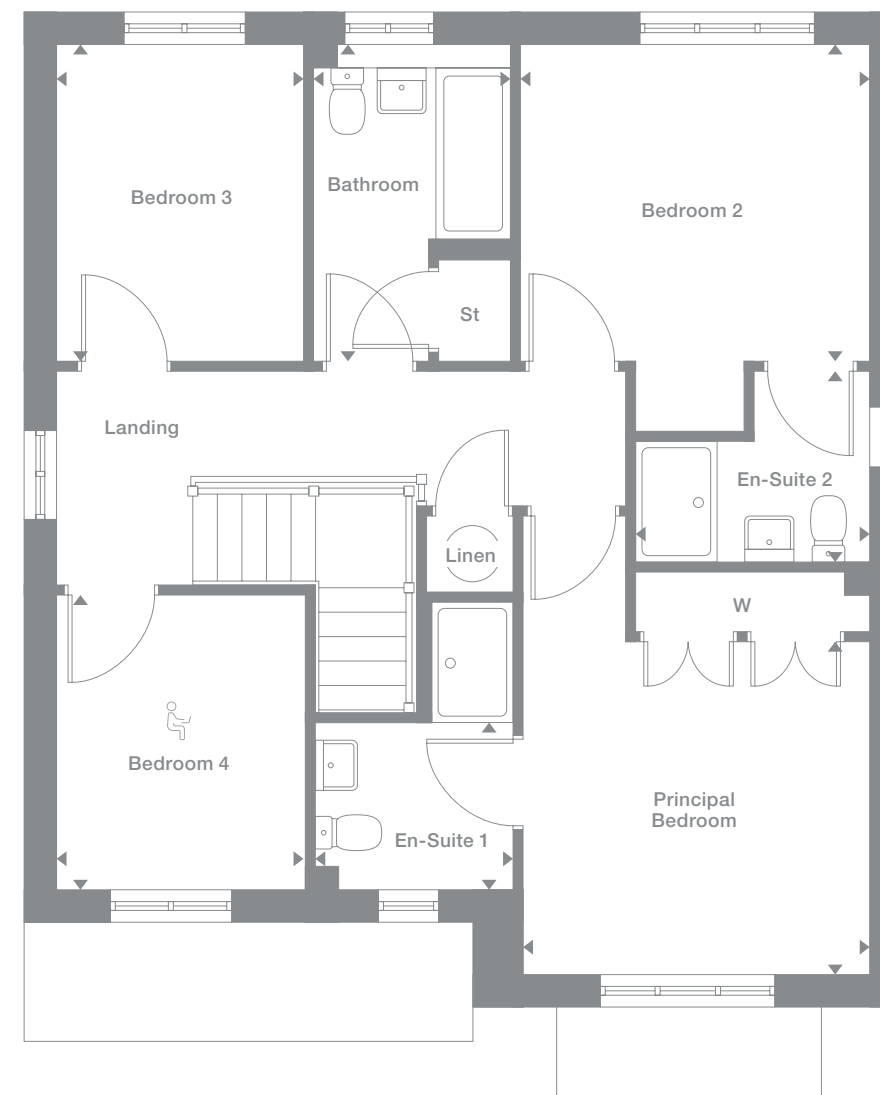 Bedroom 3
Bathroom
Bedroom 2
St
Landing
En-Suite 2
Linen
W
Bedroom 4
Principal
Bedroom
En-Suite 1